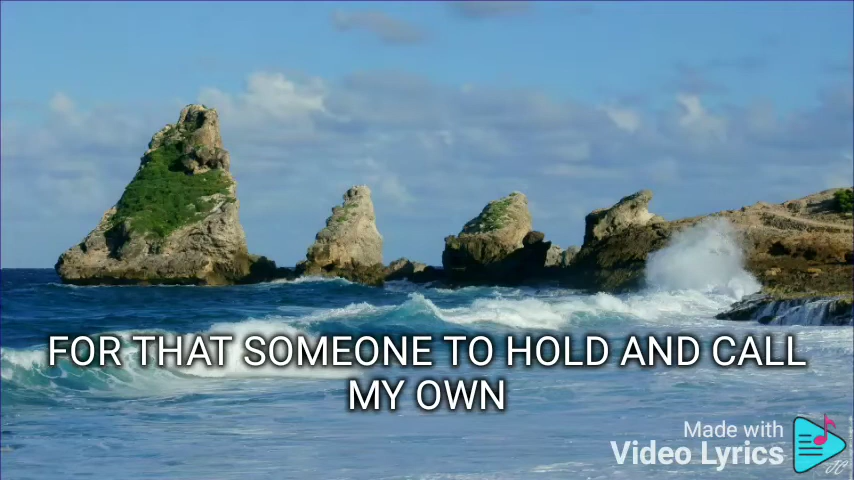 FOR THAT SOMEONE TO HOLD AND CALL
MY OWN
Made with
Video Lyrics